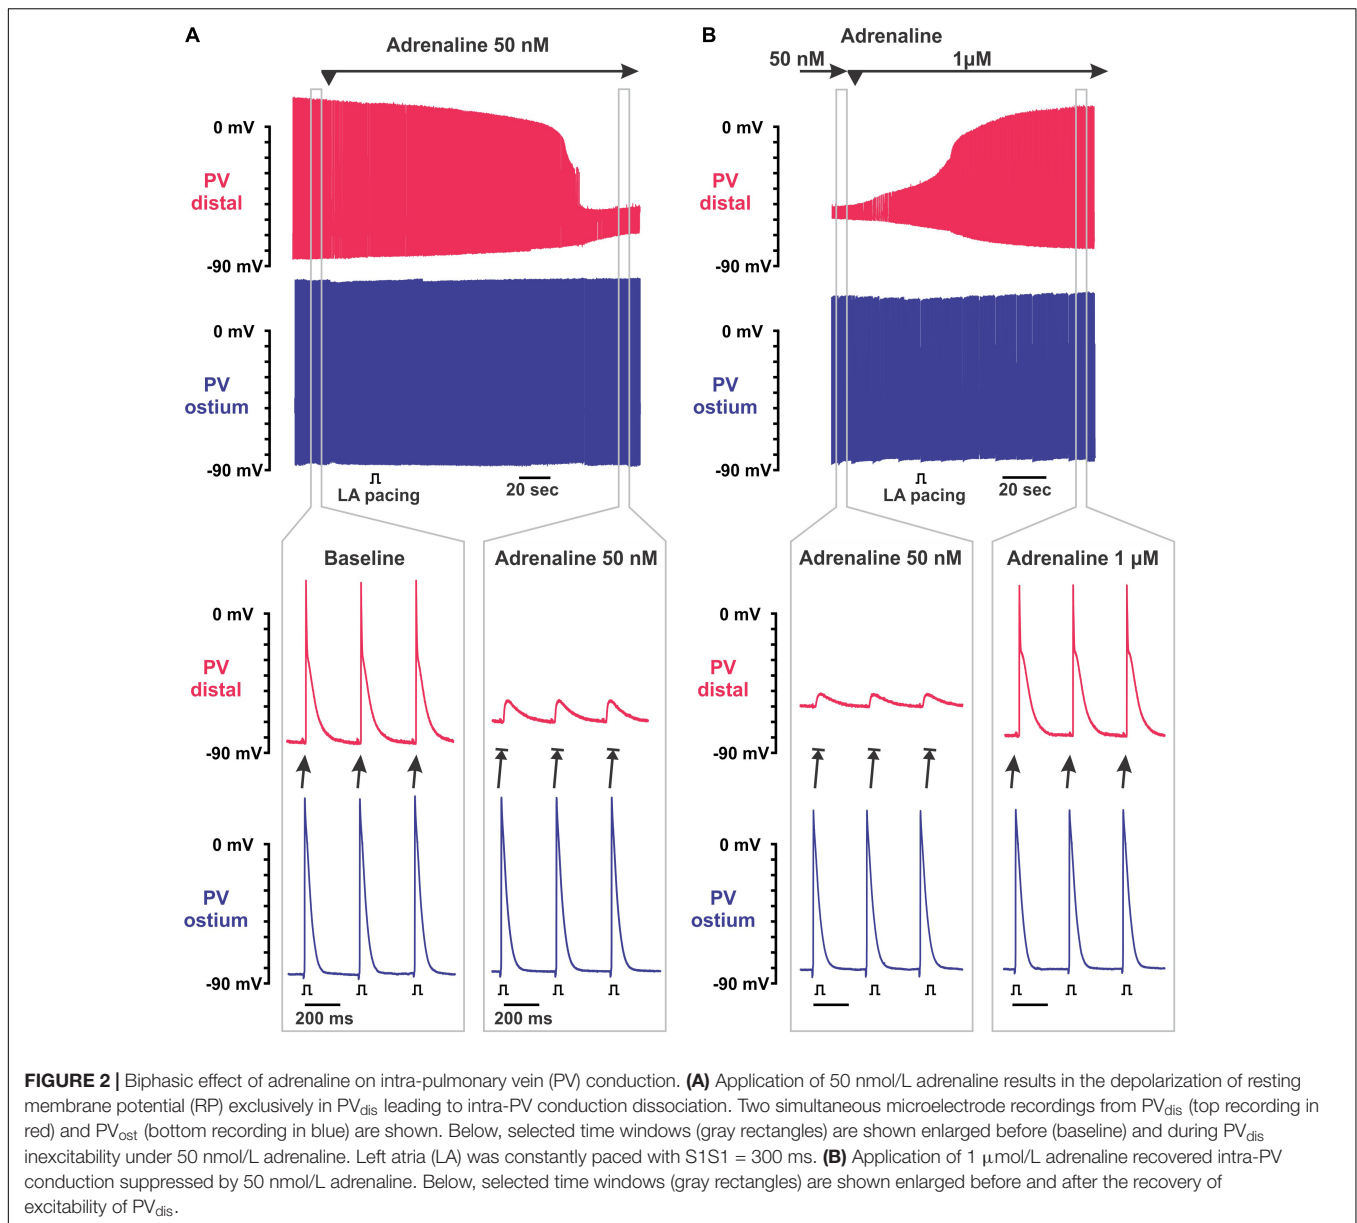 A
Adrenaline 50 nM
0 mV
PV
distal
-90 mV
0 mV
PV
ostium
-90 mV
LA pacing
20 sec
Baseline
Adrenaline 50 nM
0 mV
PV
distal
-90 mV
0 mV
PV
ostium
-90 mV
200 ms
200 ms
B
Adrenaline
50 nM
1µM
0 mV
PV
distal
-90 mV
0 mV
PV
ostium
-90 mV
LA pacing
20 sec
Adrenaline 50 nM
Adrenaline 1 µM
0 mV
PV
distal
-90 mV
0 mV
PV
ostium
-90 mV
FIGURE 2 | Biphasic effect of adrenaline on intra-pulmonary vein (PV) conduction. (A) Application of 50 nmol/L adrenaline results in the depolarization of resting
membrane potential (RP) exclusively in PVdis leading to intra-PV conduction dissociation. Two simultaneous microelectrode recordings from PVdis (top recording in
red) and PVost (bottom recording in blue) are shown. Below, selected time windows (gray rectangles) are shown enlarged before (baseline) and during PVdis
inexcitability under 50 nmol/L adrenaline. Left atria (LA) was constantly paced with S1S1 = 300 ms. (B) Application of 1 µmol/L adrenaline recovered intra-PV
conduction suppressed by 50 nmol/L adrenaline. Below, selected time windows (gray rectangles) are shown enlarged before and after the recovery of
excitability of PVdis.